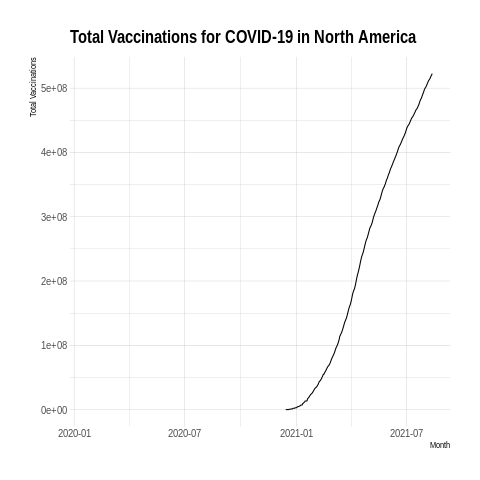 Total Vaccinations for COVID-19 in North America
Total Vaccinations
5e+08
4e+08
3e+08
2e+08
1e+08
0e+00
2020-01 2020-07 2021-01 2021-07
Month